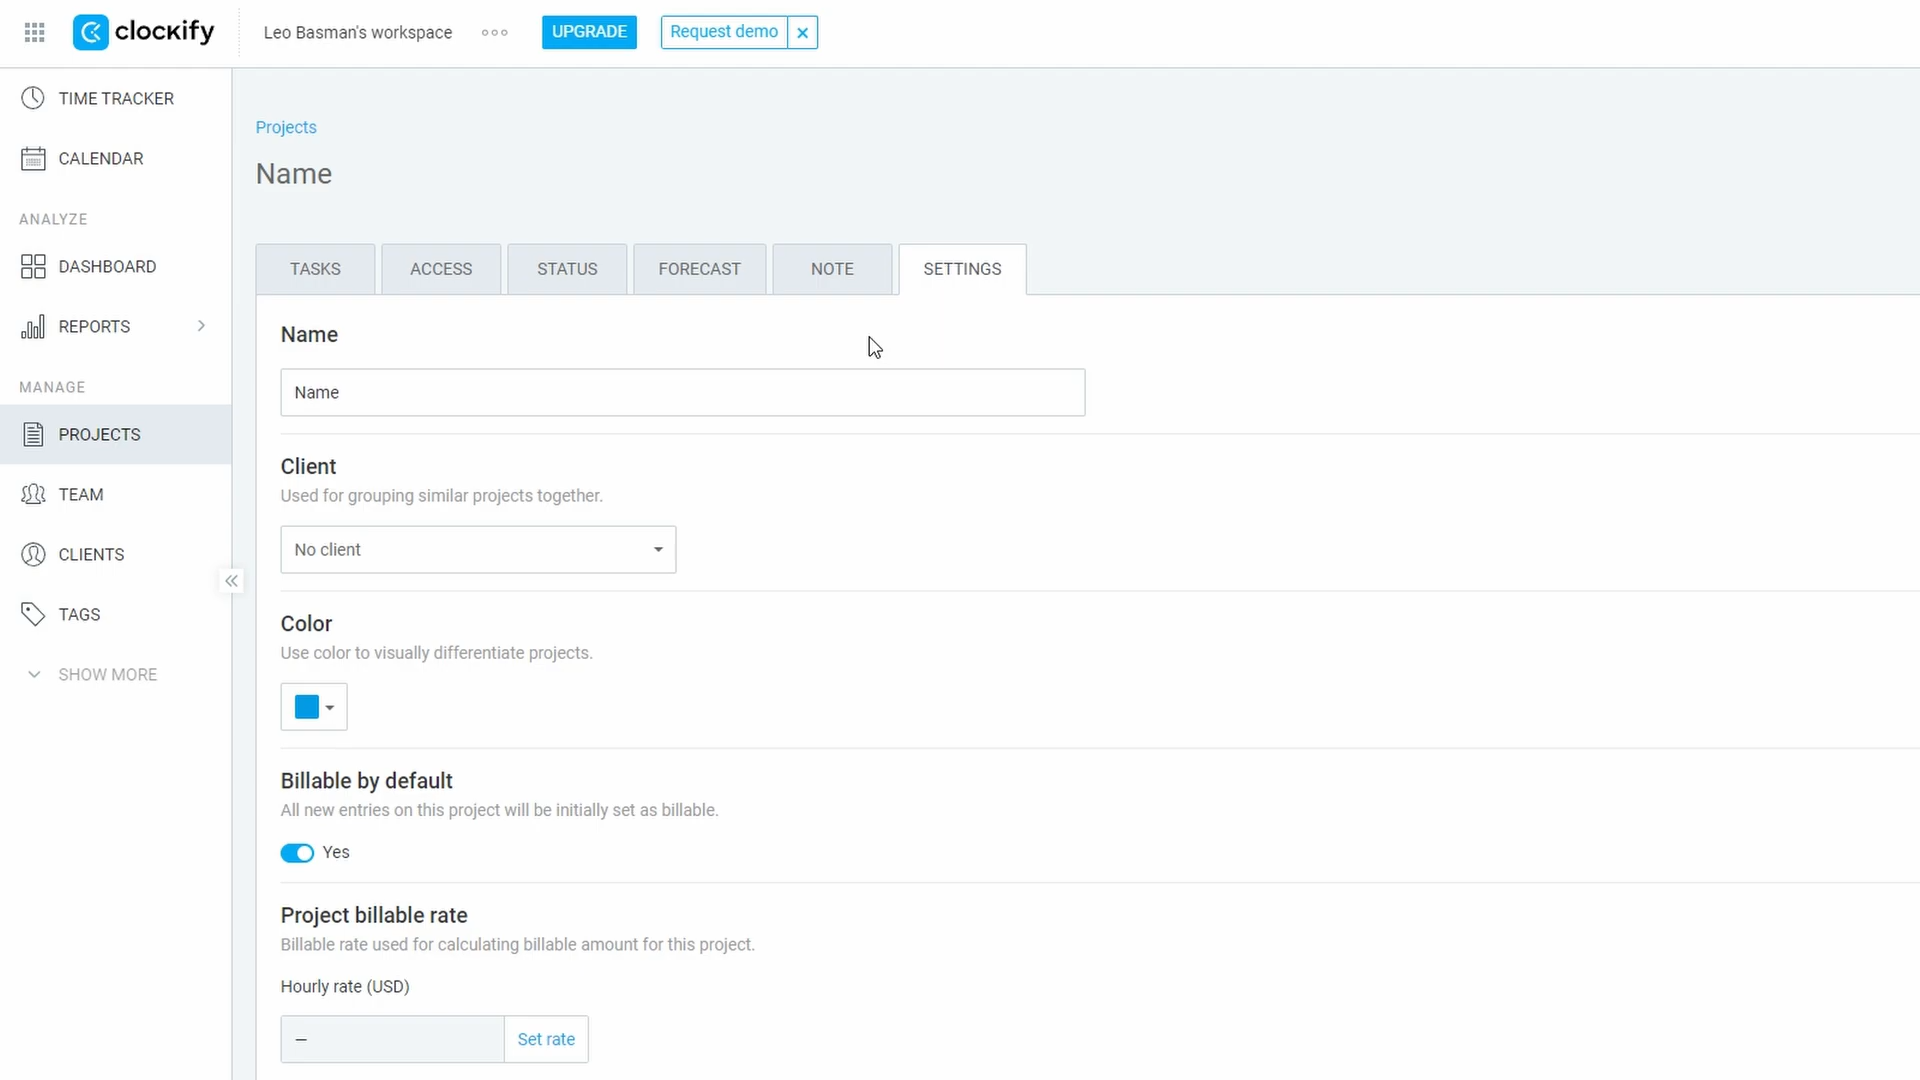 clockify
Leo Basman's workspace
UPGRADE
Request demo
TIME TRACKER
CALENDAR
ANALYZE
DASHBOARD
REPORTS
MANAGE
PROJECTS
TEAM
CLIENTS
TAGS
SHOW MORE
Projects
Name
TASKS
ACCESS
STATUS
FORECAST
NOTE
SETTINGS
Name
Name
Client
Used for grouping similar projects together.
No client
Color
Use color to visually differentiate projects.
Billable by default
All new entries on this project will be initially set as billable.
Yes
Project billable rate
Billable rate used for calculating billable amount for this project.
Hourly rate (USD)
– Set rate